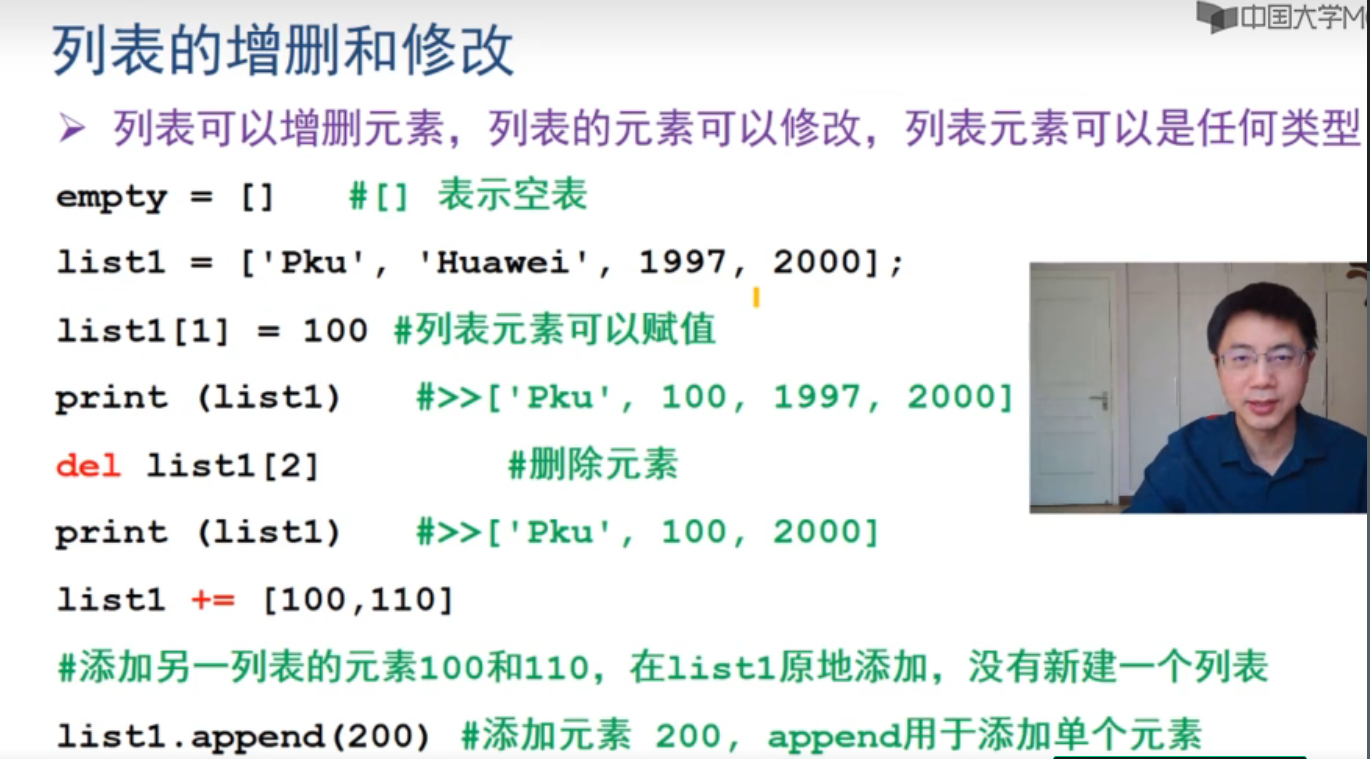 中国大学M
列表的增删和修改
➢ 列表可以增删元素，列表的元素可以修改，列表元素可以是任何类型
empty = [] #[] 表示空表
list1 = ['Pku', 'Huawei', 1997, 2000];
list1[1] = 100 #列表元素可以赋值
print (list1) #>>['Pku', 100, 1997, 2000]
del list1[2] #删除元素
print (list1) #>>['Pku', 100, 2000]
list1 += [100,110]
#添加另一列表的元素100和110，在list1原地添加，没有新建一个列表
list1.append(200) #添加元素 200, append用于添加单个元素